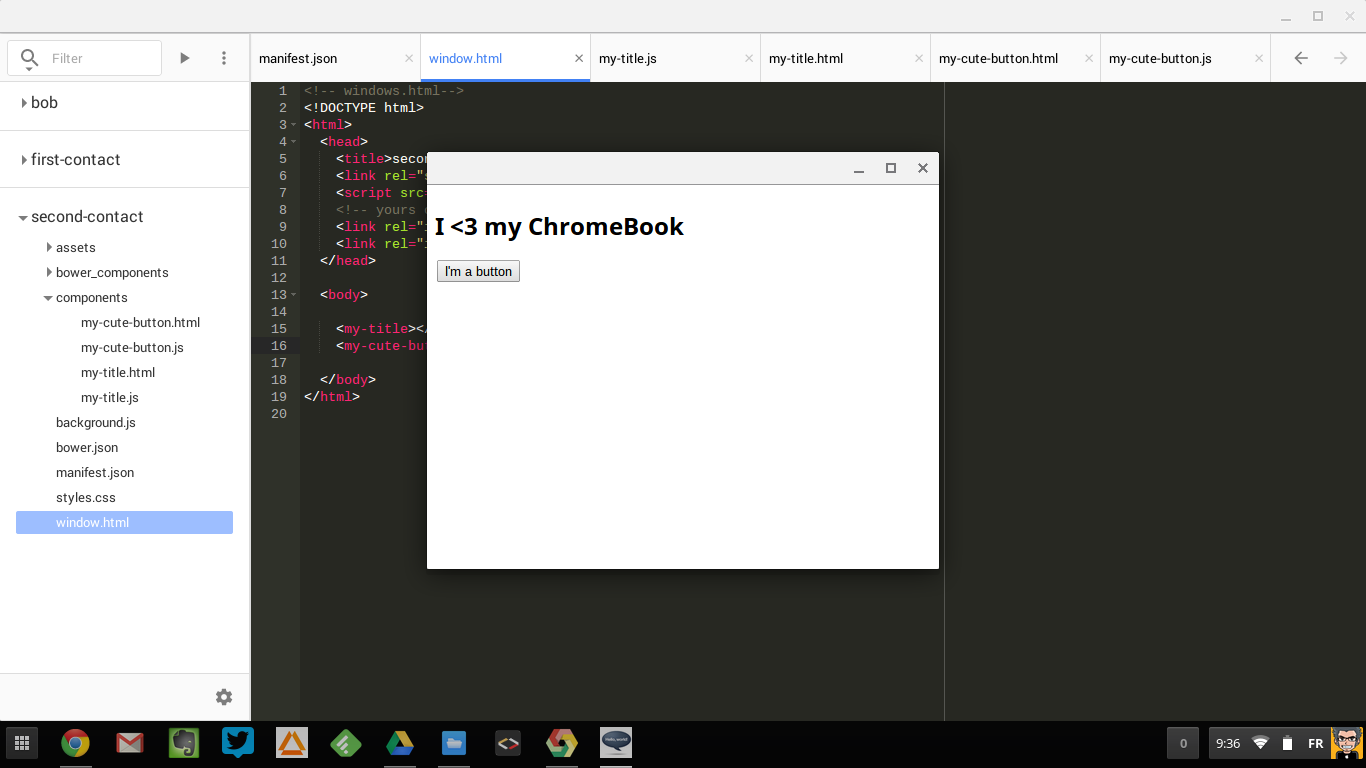 Filter
manifest.json
window.html
my-title.js
my-title.html
my-cute-button.html
my-cute-button.js
bob
first-contact
second-contact
assets
bower_components
components
my-cute-button.html
my-cute-button.js
my-title.html
my-title.js
background.js
bower.json
manifest.json
styles.css
window.html
1 <!-- windows.html-->
2 <!DOCTYPE html>
3 <html>
4 <head>
5 <title>secon
6 <link rel="s
7 <script src=
8 <!-- yours
9 <link rel="i
10 <link rel="i
11 </head>
12
13 <body>
14
15 <my-title></
16 <my-cute-but
17
18 </body>
19 </html>
20
I <3 my ChromeBook
I'm a button
Hello, world!
0
9:36
FR